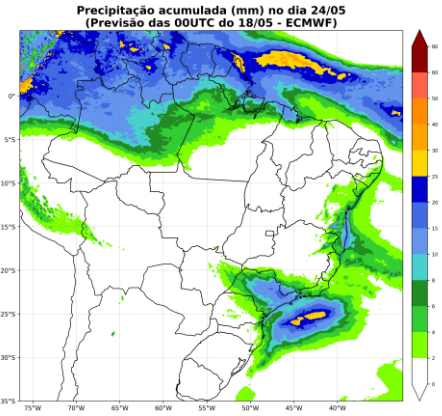 Precipitação acumulada (mm) no dia 24/05
(Previsão das 00UTC do 18/05 - ECMWF)
80
60
50
40
30
25
20
15
10
8
6
4
2
0
0°
5°S
10°S
15°S
20°S
25°S
30°S
35°S
75°W
70°W
65°W
60°W
55°W
50°W
45°W
40°W